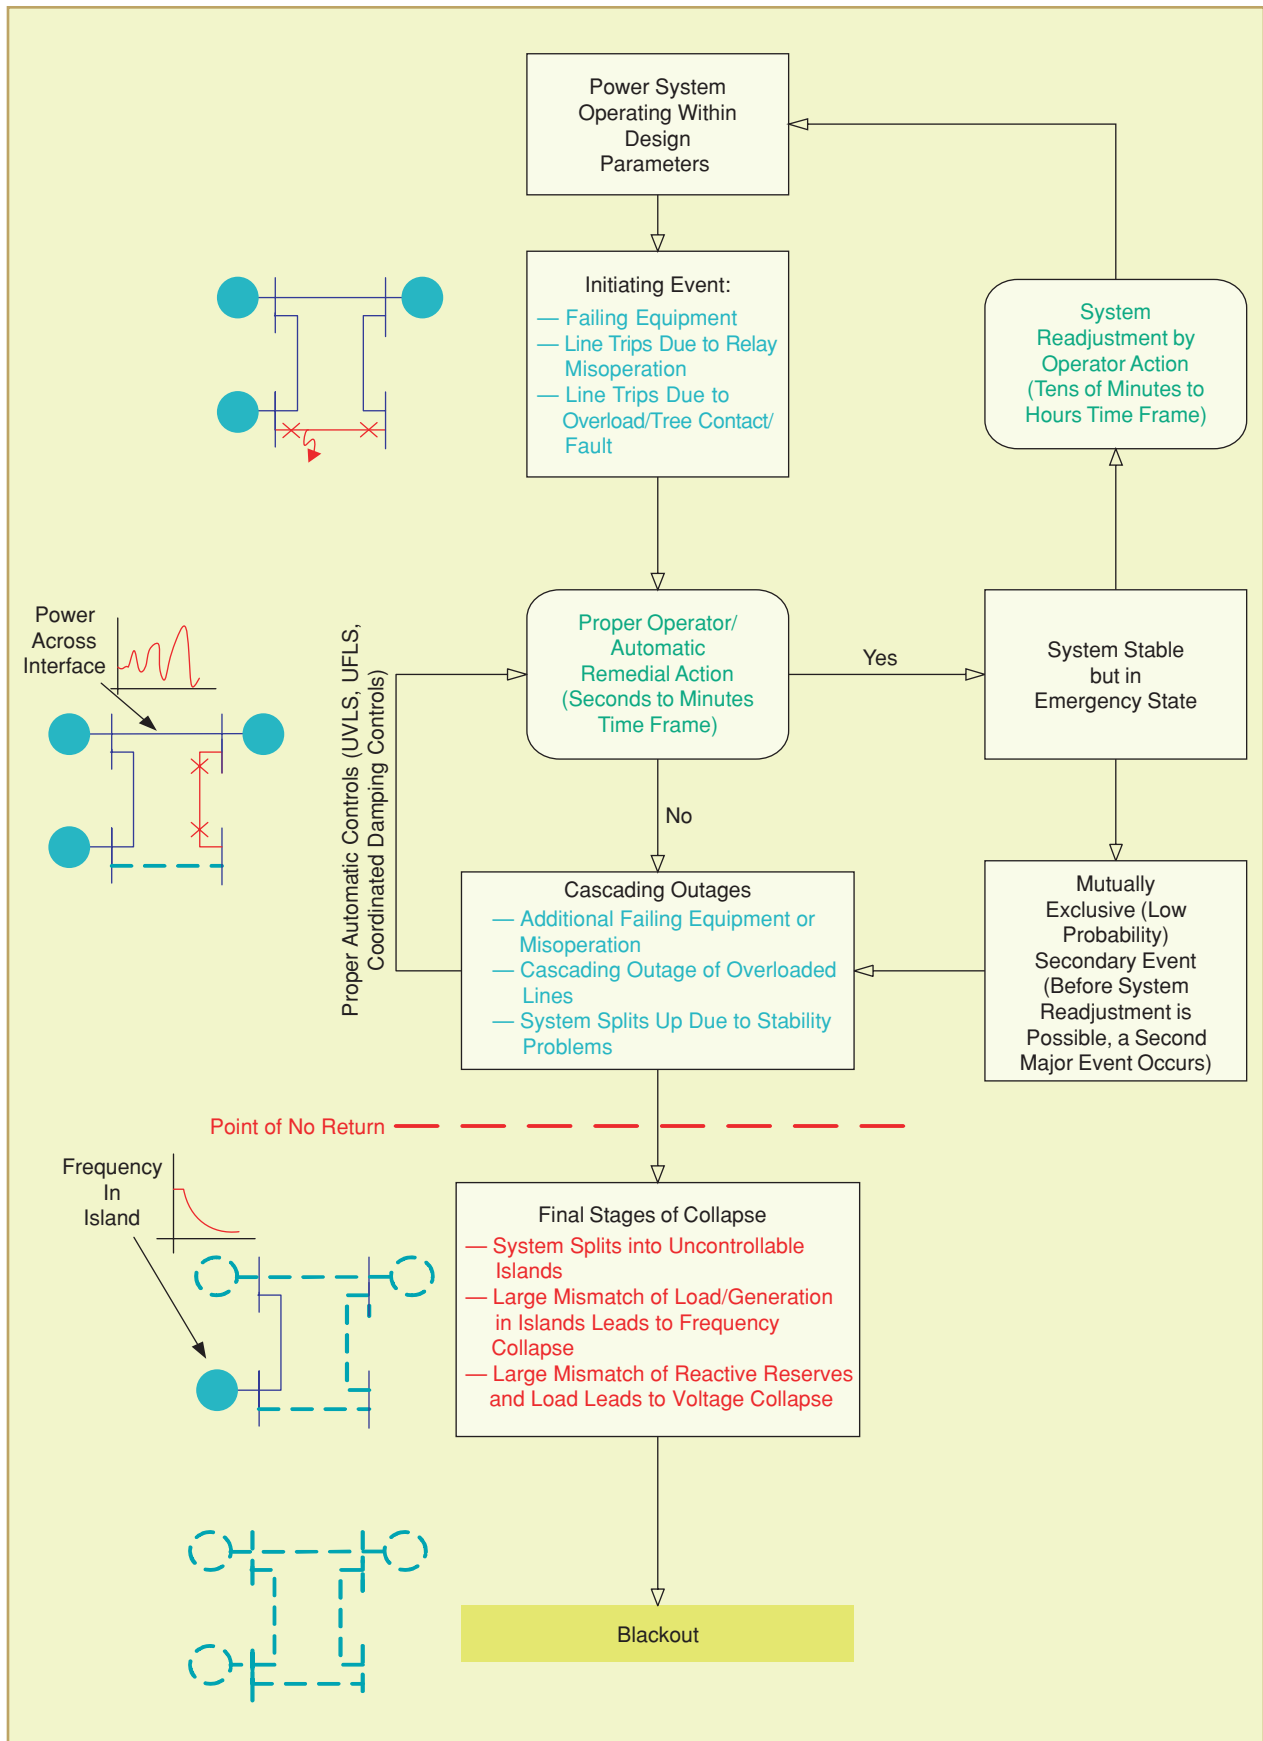 Power System
Operating Within
Design
Parameters
Initiating Event:
— Failing Equipment
— Line Trips Due to Relay
Misoperation
— Line Trips Due to
Overload/Tree Contact/
Fault
System
Readjustment by
Operator Action
(Tens of Minutes to
Hours Time Frame)
Power
Across
Interface
Proper Operator/
Automatic
Remedial Action
(Seconds to Minutes
Time Frame)
Yes
System Stable
but in
Emergency State
No
Proper Automatic Controls (UVLS, UFLS,
Coordinated Damping Controls)
Cascading Outages
— Additional Failing Equipment or
Misoperation
— Cascading Outage of Overloaded
Lines
— System Splits Up Due to Stability
Problems
Mutually
Exclusive (Low
Probability)
Secondary Event
(Before System
Readjustment is
Possible, a Second
Major Event Occurs)
Point of No Return
Frequency
In
Island
Final Stages of Collapse
— System Splits into Uncontrollable
Islands
— Large Mismatch of Load/Generation
in Islands Leads to Frequency
Collapse
— Large Mismatch of Reactive Reserves
and Load Leads to Voltage Collapse
Blackout